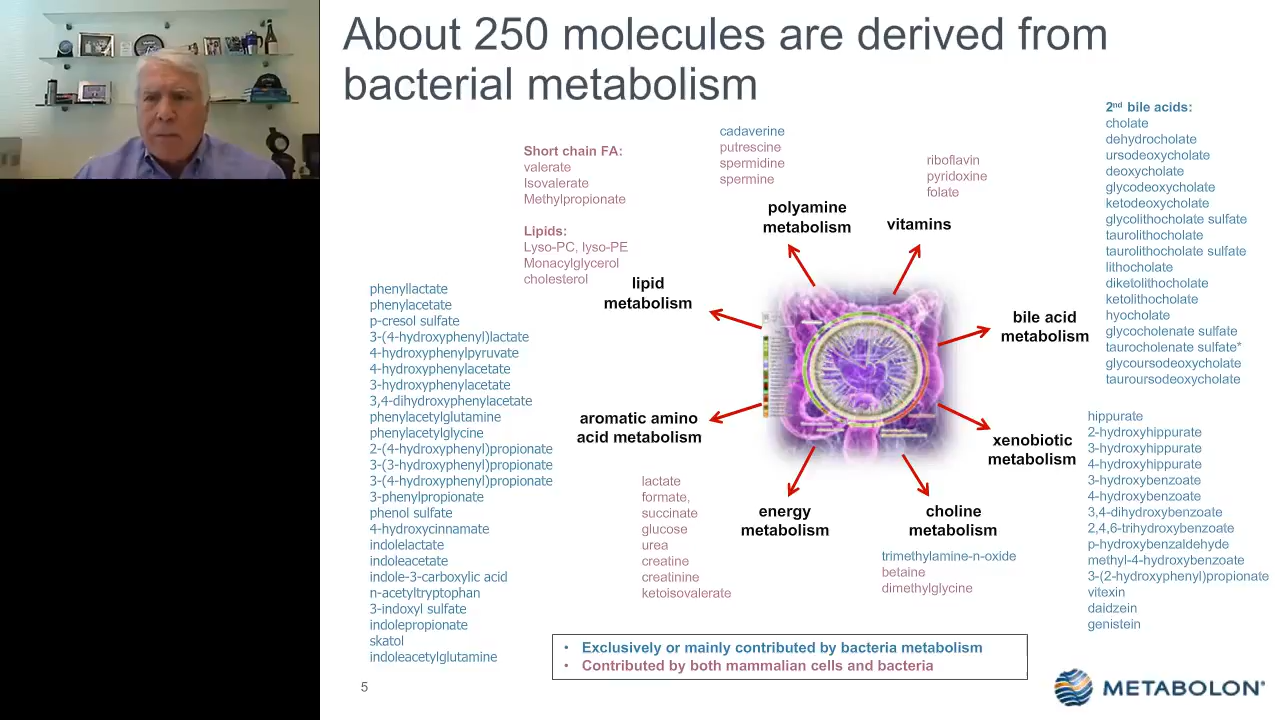 About 250 molecules are derived from
bacterial metabolism
Short chain FA:
valerate
Isovalerate
Methylpropionate
Lipids:
Lyso-PC, lyso-PE
Monacylglycerol
cholesterol
lipid
metabolism
cadaverine
putrescine
spermidine
spermine
polyamine
metabolism
riboflavin
pyridoxine
folate
vitamins
2nd bile acids:
cholate
dehydrocholate
ursodeoxycholate
deoxycholate
glycodeoxycholate
ketodeoxycholate
glycolithocholate sulfate
taurolithocholate
taurolithocholate sulfate
lithocholate
diketolithocholate
ketolithocholate
hyocholate
glycocholenate sulfate
taurocholenate sulfate*
glycoursodeoxycholate
tauroursodeoxycholate
bile acid
metabolism
phenyllactate
phenylacetate
p-cresol sulfate
3-(4-hydroxyphenyl)lactate
4-hydroxyphenylpyruvate
4-hydroxyphenylacetate
3-hydroxyphenylacetate
3,4-dihydroxyphenylacetate
phenylacetylglutamine
phenylacetylglycine
2-(4-hydroxyphenyl)propionate
3-(3-hydroxyphenyl)propionate
3-(4-hydroxyphenyl)propionate
3-phenylpropionate
phenol sulfate
4-hydroxycinnamate
indolelactate
indoleacetate
indole-3-carboxylic acid
n-acetyltryptophan
3-indoxyl sulfate
indolepropionate
skatol
indoleacetylglutamine
aromatic amino
acid metabolism
lactate
formate,
succinate
glucose
urea
creatine
creatinine
ketoisovalerate
energy
metabolism
choline
metabolism
trimethylamine-n-oxide
betaine
dimethylglycine
xenobiotic
metabolism
hippurate
2-hydroxyhippurate
3-hydroxyhippurate
4-hydroxyhippurate
3-hydroxybenzoate
4-hydroxybenzoate
3,4-dihydroxybenzoate
2,4,6-trihydroxybenzoate
p-hydroxybenzaldehyde
methyl-4-hydroxybenzoate
3-(2-hydroxyphenyl)propionate
vitexin
daidzein
genistein
• Exclusively or mainly contributed by bacteria metabolism
• Contributed by both mammalian cells and bacteria
5
METABOLON®